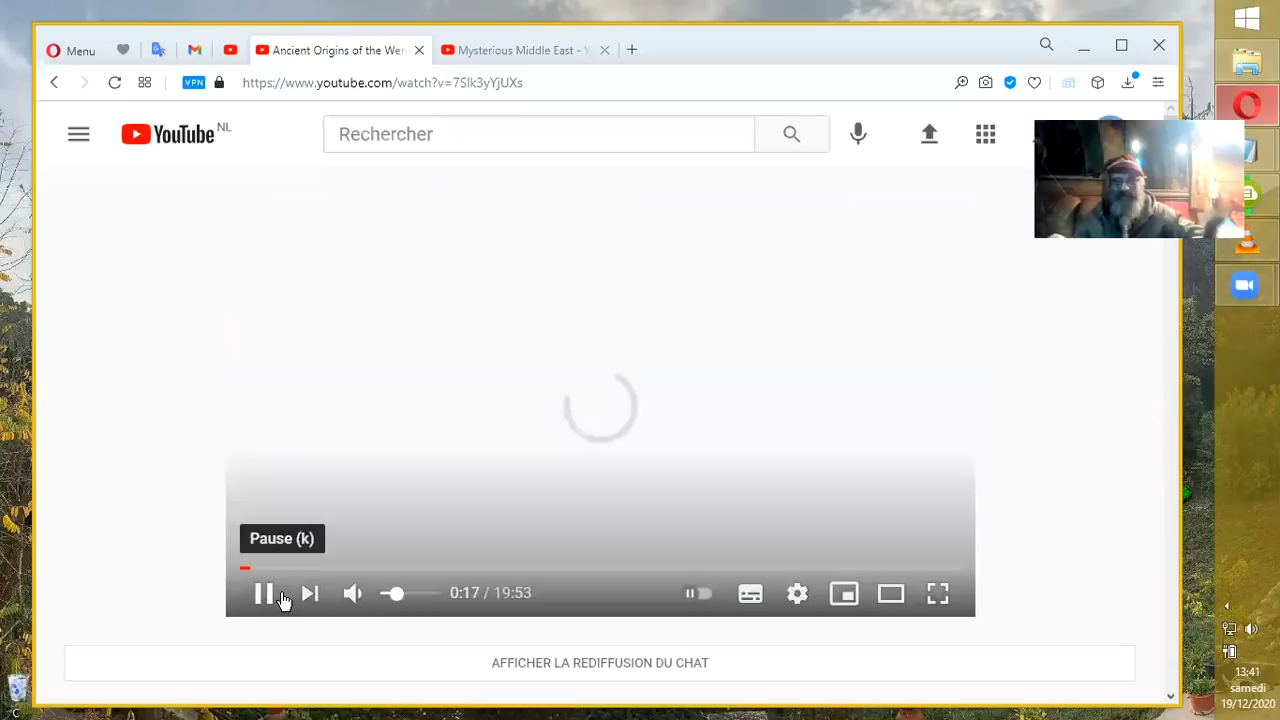 Menu
Ancient Origins of the Wer
Mysterious Middle East -
VPN
https://www.youtube.com/watch?v=7Slk3yYjUXs
YouTube NL
Rechercher
Pause (k)
0:17 / 19:53
AFFICHER LA REDIFFUSION DU CHAT
13:41
samedi
19/12/2020